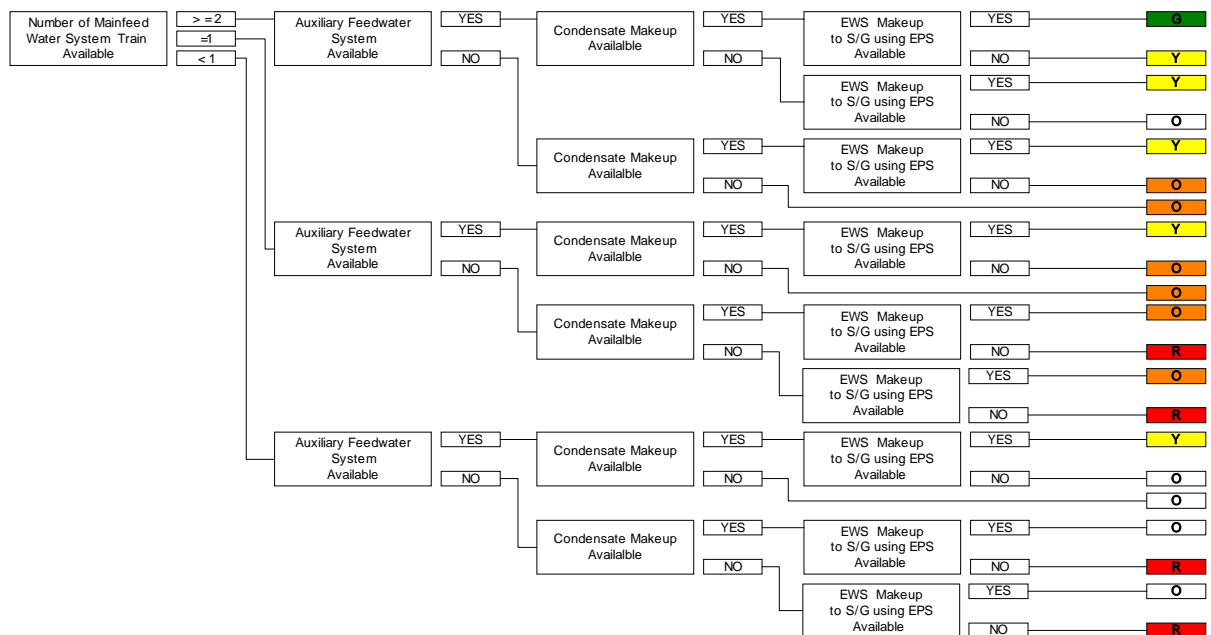 Number of Mainfeed
Water System Train
Available
> = 2
=1
< 1
Auxiliary Feedwater
System
Available
YES
NO
Condensate Makeup
Availalble
YES
NO
EWS Makeup
to S/G using EPS
Available
YES
G
NO
Y
EWS Makeup
to S/G using EPS
Available
YES
Y
NO
O
Condensate Makeup
Availalble
YES
NO
EWS Makeup
to S/G using EPS
Available
YES
Y
NO
O
O
Auxiliary Feedwater
System
Available
YES
NO
Condensate Makeup
Availalble
YES
NO
EWS Makeup
to S/G using EPS
Available
YES
Y
NO
O
O
Condensate Makeup
Availalble
YES
NO
EWS Makeup
to S/G using EPS
Available
YES
O
NO
R
EWS Makeup
to S/G using EPS
Available
YES
O
NO
R
Auxiliary Feedwater
System
Available
YES
NO
Condensate Makeup
Availalble
YES
NO
EWS Makeup
to S/G using EPS
Available
YES
Y
NO
O
O
Condensate Makeup
Availalble
YES
NO
EWS Makeup
to S/G using EPS
Available
YES
O
NO
R
EWS Makeup
to S/G using EPS
Available
YES
O
NO
R